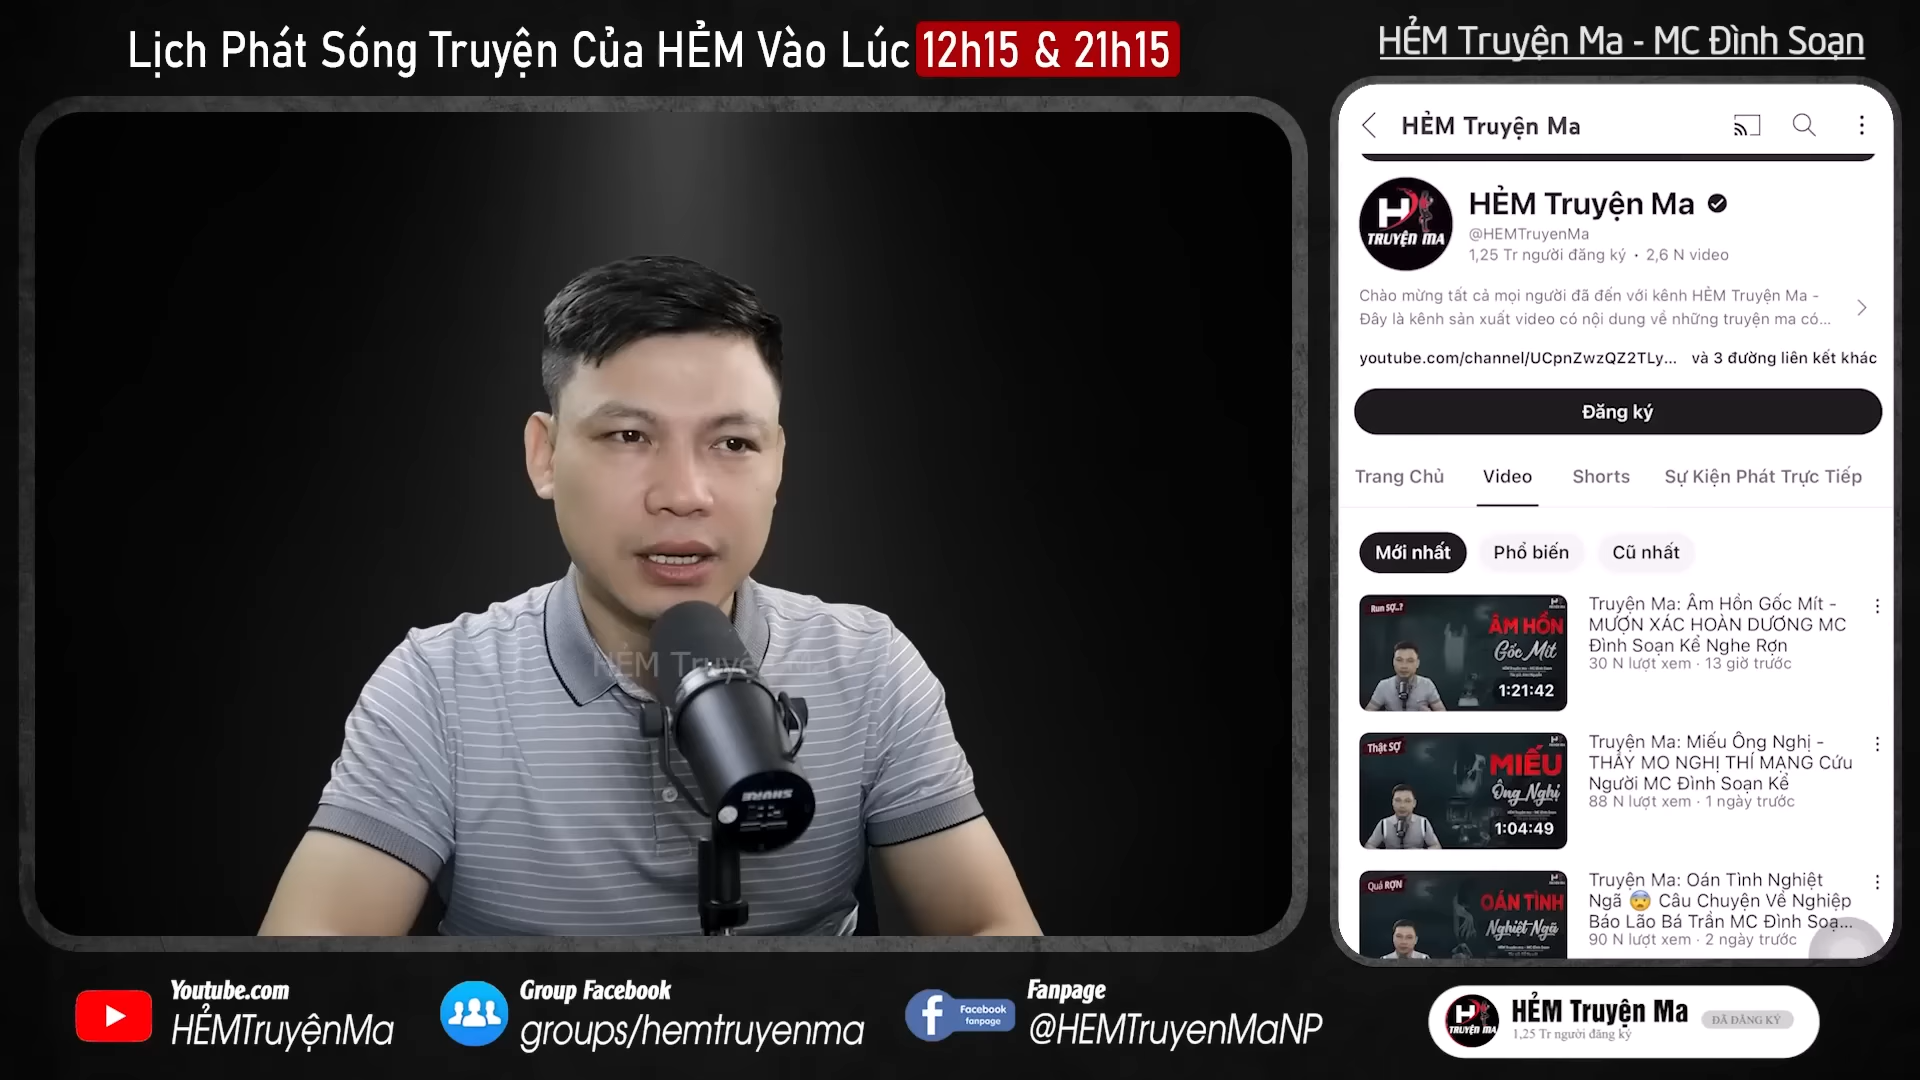 Lịch Phát Sóng Truyện Của HẺM Vào Lúc 12h15 & 21h15
HẺM Truyện Ma - MC Đình Soạn
HẺM Truyện Ma
H
TRUYỆN MA
HẺM Truyện Ma
@HEMTruyenMa
1,25 Tr người đăng ký • 2,6 N video
Chào mừng tất cả mọi người đã đến với kênh HẺM Truyện Ma -
Đây là kênh sản xuất video có nội dung về những truyện ma có...
youtube.com/channel/UCpnZwzQZ2TLy... và 3 đường liên kết khác
Đăng ký
Trang Chủ Video Shorts Sự Kiện Phát Trực Tiếp
Mới nhất Phổ biến Cũ nhất
Run SỢ..?
ÂM HỒN
Gốc Mít
1:21:42
Truyện Ma: Âm Hồn Gốc Mít -
MƯỢN XÁC HOÀN DƯƠNG MC
Đình Soạn Kể Nghe Rợn
30 N lượt xem · 13 giờ trước
Thật SỢ
MIẾU
Ông Nghị
1:04:49
Truyện Ma: Miếu Ông Nghị -
THẦY MO NGHỊ THÍ MẠNG Cứu
Người MC Đình Soạn Kể
88 N lượt xem · 1 ngày trước
Quá RỢN
OÁN TÌNH
Nghiệt Ngã
Truyện Ma: Oán Tình Nghiệt
Ngã 😨 Câu Chuyện Về Nghiệp
Báo Lão Bá Trần MC Đình Soạ...
90 N lượt xem · 2 ngày trước
HẺM Truyện
SHURE
Youtube.com
HẺMTruyệnMa
Group Facebook
groups/hemtruyenma
Facebook
fanpage
Fanpage
@HEMTruyenMaNP
H
TRUYỆN MA
HẺM Truyện Ma
1,25 Tr người đăng ký
ĐÃ ĐĂNG KÝ